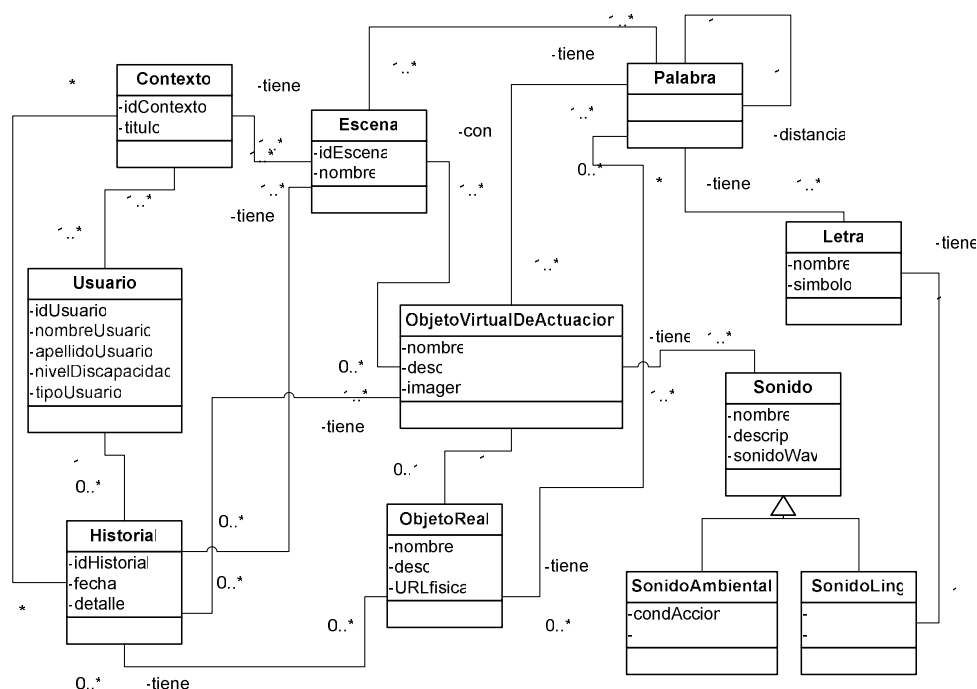 Contexto
-idContexto
-titulo
Escena
-idEscena
-nombre
Palabra
Letra
-nombre
-simbolo
Usuario
-idUsuario
-nombreUsuario
-apellidoUsuario
-nivelDiscapacidad
-tipoUsuario
ObjetoVirtualDeActuacion
-nombre
-desc
-imagen
Sonido
-nombre
-descrip
-sonidoWav
Historial
-idHistorial
-fecha
-detalle
ObjetoReal
-nombre
-desc
-URLfisica
SonidoAmbiental
-condAccion
-
SonidoLing
-
-
-tiene
-tiene
-con
-distancia
-tiene
-tiene
-tiene
-tiene
-tiene
-tiene
-tiene
*
*
*
0..*
0..*
0..*
0..*
0..*
0..*
0..*
0..*
0..*